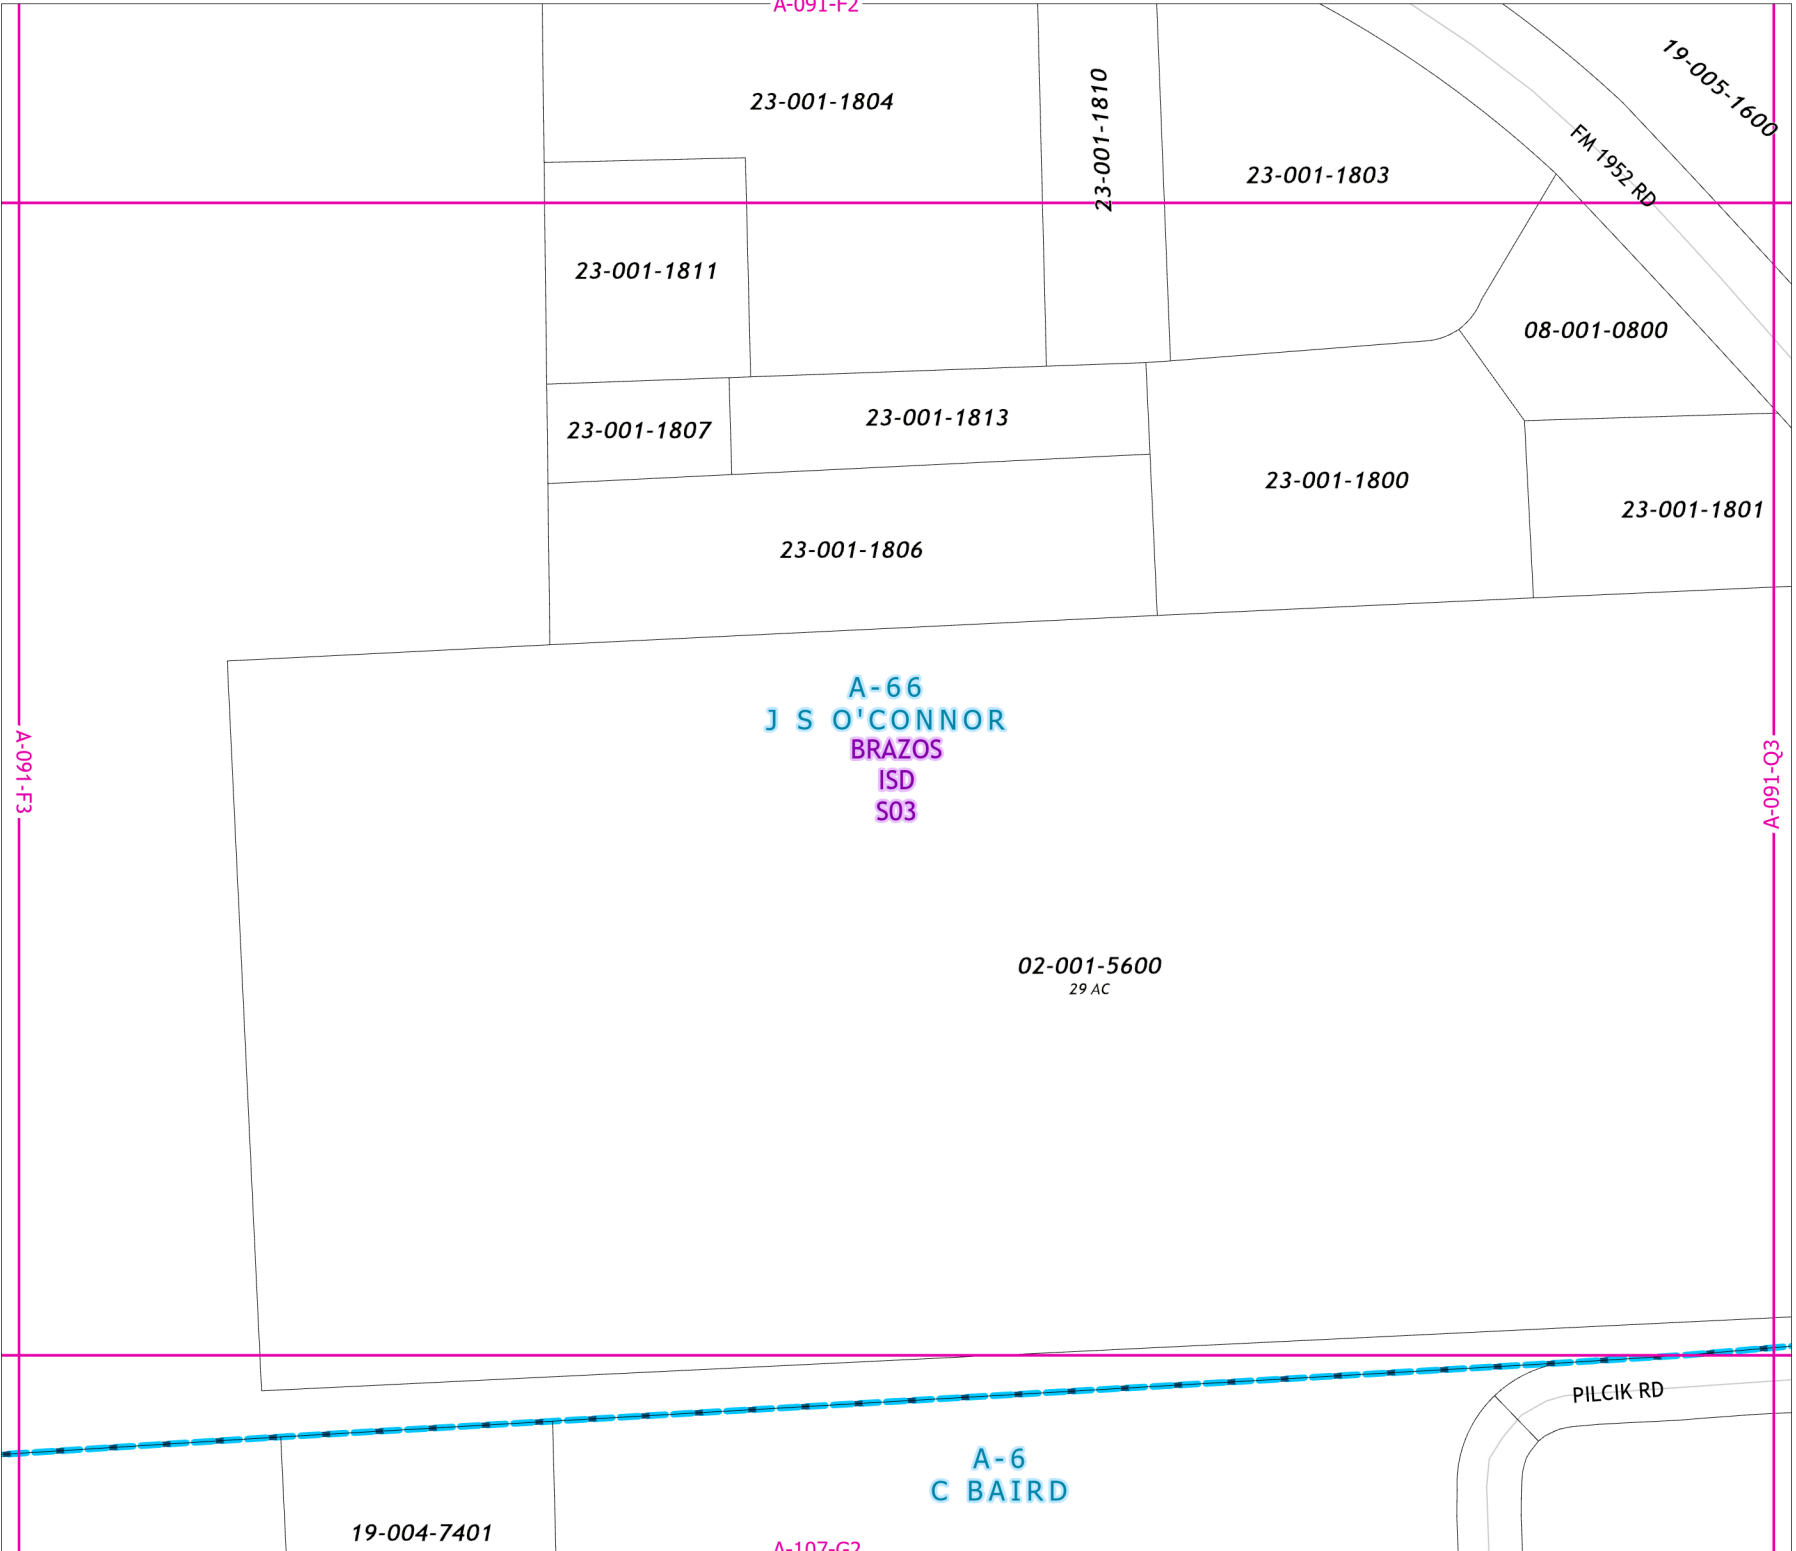 A-091-F2
19-005-1600
23-001-1804
23-001-1810
FM 1952 RD
23-001-1803
23-001-1811
08-001-0800
23-001-1813
23-001-1807
23-001-1800
23-001-1801
23-001-1806
A-66
J S O'CONNOR
BRAZOS
ISD
S03
A-091-F3
A-091-Q3
02-001-5600
29 AC
PILCIK RD
A-6
C BAIRD
19-004-7401
A-107-G2